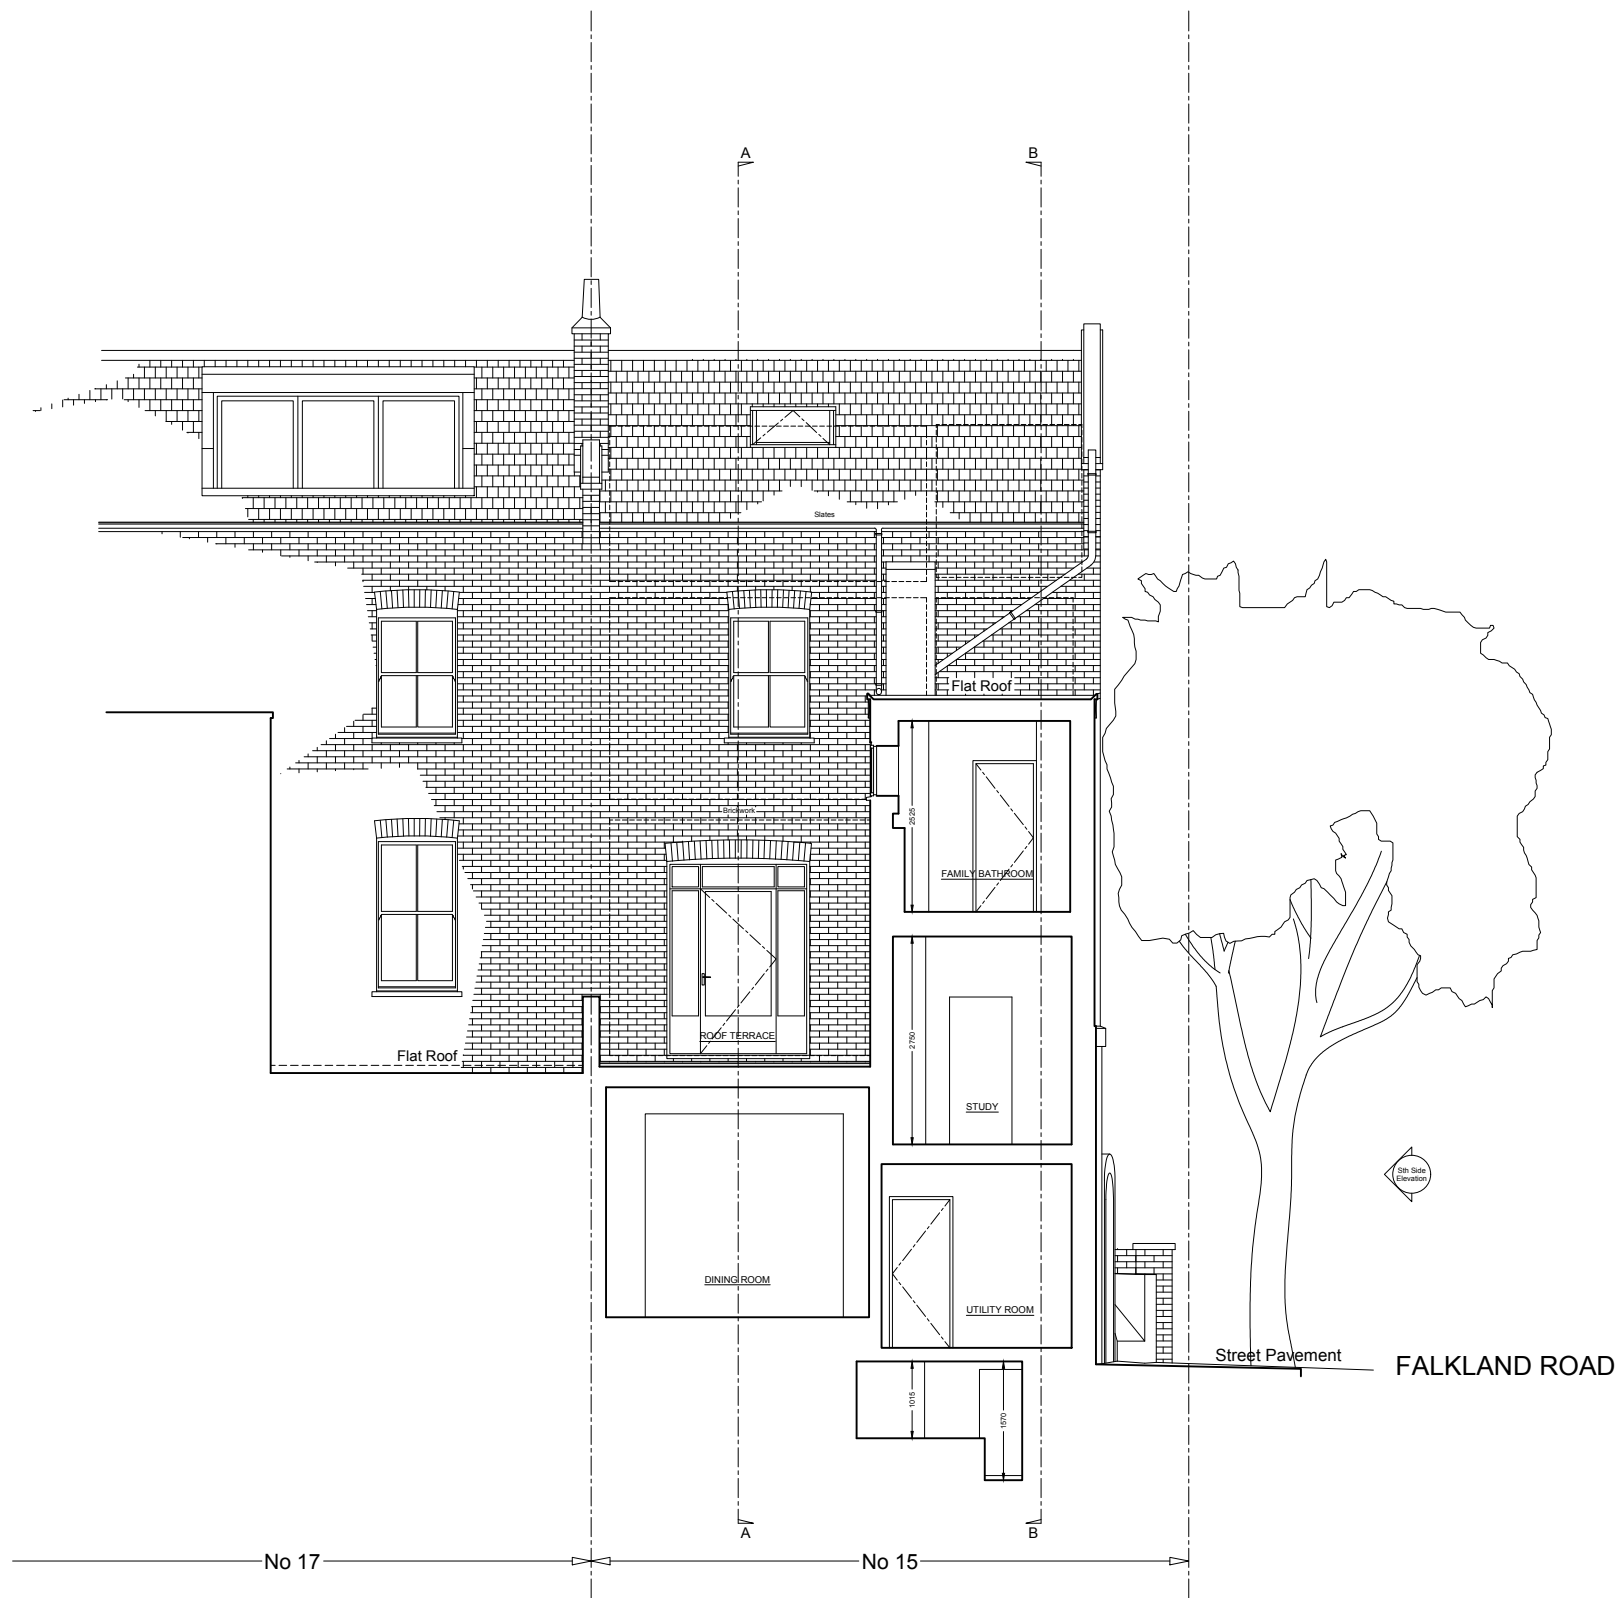 A
B
Slates
Flat Roof
2525
Brickwork
FAMILY BATHROOM
2750
ROOF TERRACE
Flat Roof
STUDY
Sth Side
Elevation
DINING ROOM
UTILITY ROOM
Street Pavement
FALKLAND ROAD
1015
1570
A
B
No 17
No 15